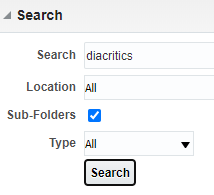 Search
Search diacritics
Location All
Sub-Folders
Type All
Search